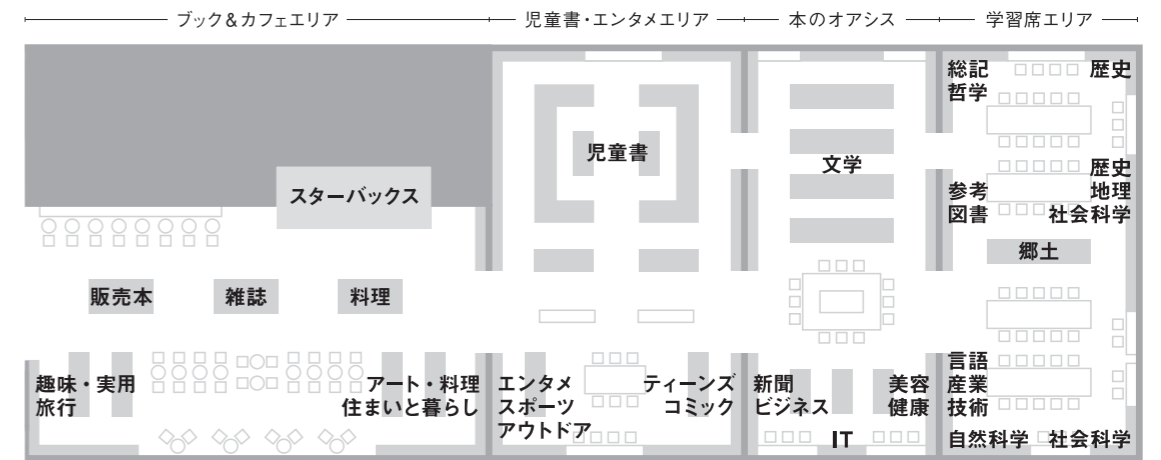 ブック&カフェエリア
児童書・エンタメエリア
本のオアシス
学習席エリア
スターバックス
販売本
雑誌
料理
趣味・実用
旅行
アート・料理
住まいと暮らし
児童書
エンタメ
スポーツ
アウトドア
ティーンズ
コミック
文学
新聞
ビジネス
IT
美容
健康
総記
哲学
歴史
参考
図書
歴史
地理
社会科学
郷土
言語
産業
技術
自然科学
社会科学